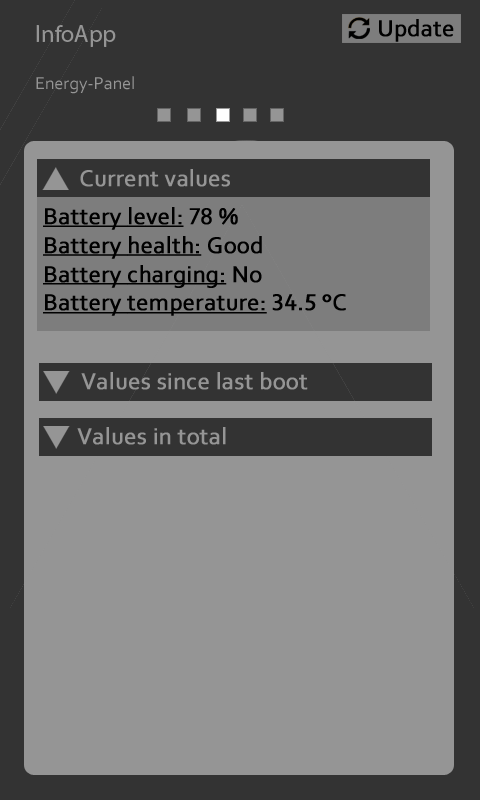 InfoApp
Update
Energy-Panel
Current values
Battery level: 78 %
Battery health: Good
Battery charging: No
Battery temperature: 34.5 ºC
Values since last boot
Values in total